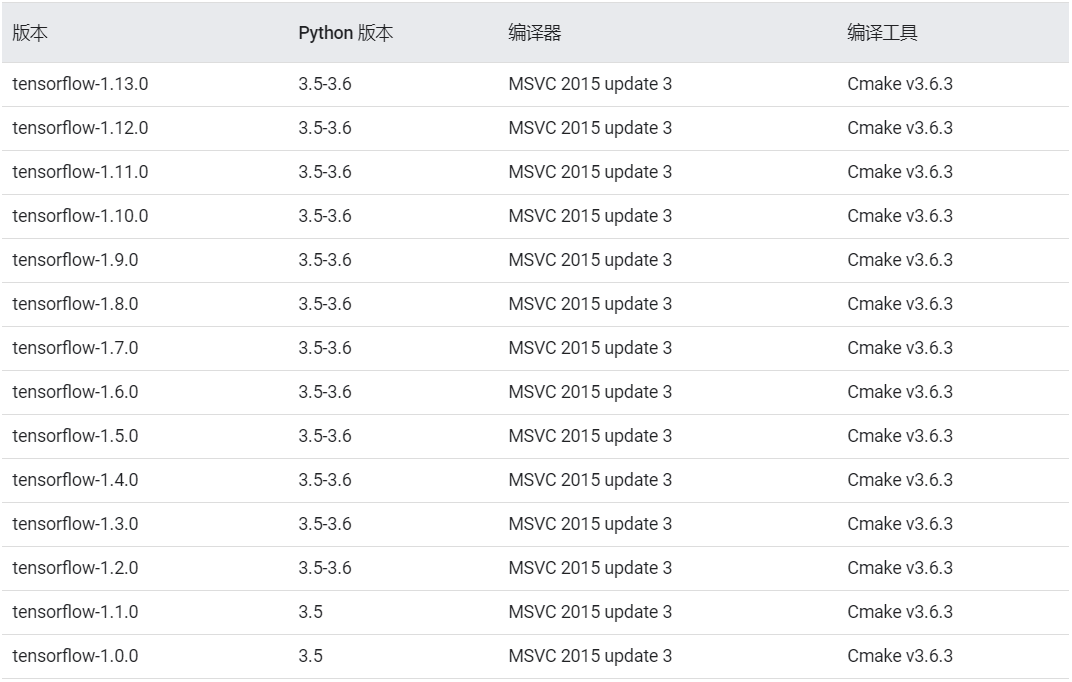 版本 Python 版本 编译器 编译工具
tensorflow-1.13.0 3.5-3.6 MSVC 2015 update 3 Cmake v3.6.3
tensorflow-1.12.0 3.5-3.6 MSVC 2015 update 3 Cmake v3.6.3
tensorflow-1.11.0 3.5-3.6 MSVC 2015 update 3 Cmake v3.6.3
tensorflow-1.10.0 3.5-3.6 MSVC 2015 update 3 Cmake v3.6.3
tensorflow-1.9.0 3.5-3.6 MSVC 2015 update 3 Cmake v3.6.3
tensorflow-1.8.0 3.5-3.6 MSVC 2015 update 3 Cmake v3.6.3
tensorflow-1.7.0 3.5-3.6 MSVC 2015 update 3 Cmake v3.6.3
tensorflow-1.6.0 3.5-3.6 MSVC 2015 update 3 Cmake v3.6.3
tensorflow-1.5.0 3.5-3.6 MSVC 2015 update 3 Cmake v3.6.3
tensorflow-1.4.0 3.5-3.6 MSVC 2015 update 3 Cmake v3.6.3
tensorflow-1.3.0 3.5-3.6 MSVC 2015 update 3 Cmake v3.6.3
tensorflow-1.2.0 3.5-3.6 MSVC 2015 update 3 Cmake v3.6.3
tensorflow-1.1.0 3.5 MSVC 2015 update 3 Cmake v3.6.3
tensorflow-1.0.0 3.5 MSVC 2015 update 3 Cmake v3.6.3